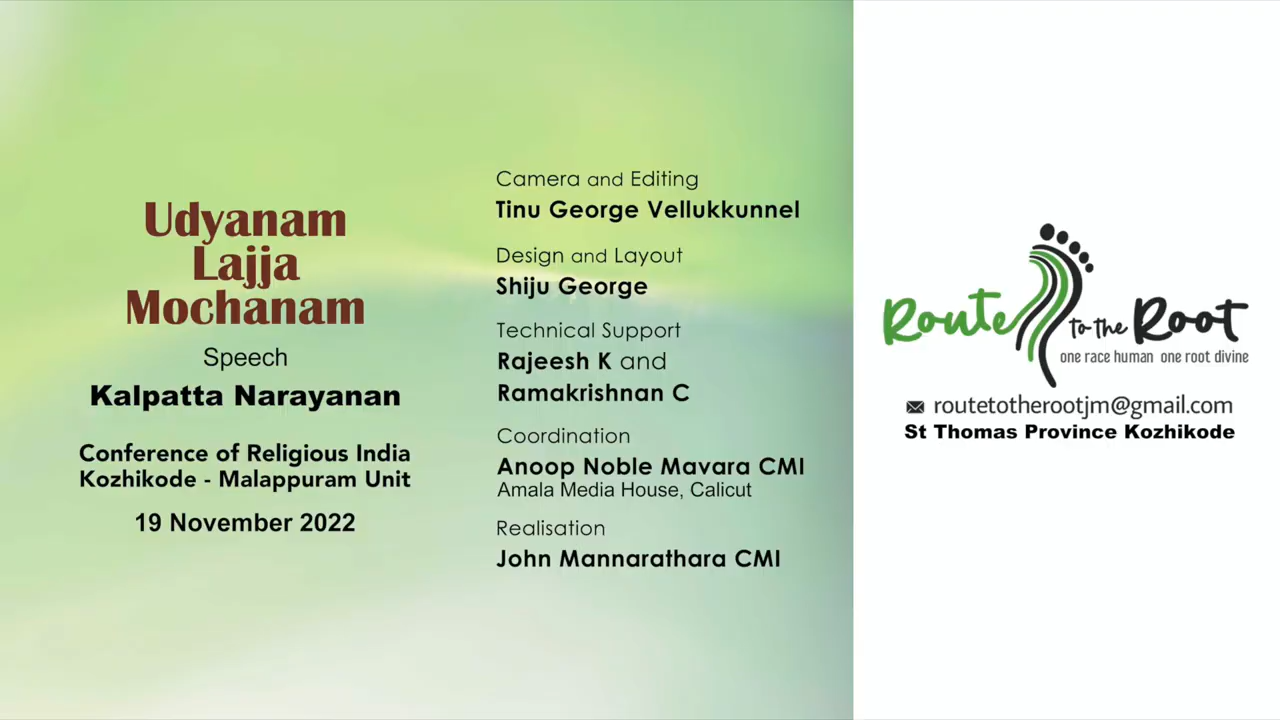 Udyanam
Lajja
Mochanam
Speech
Kalpatta Narayanan
Conference of Religious India
Kozhikode - Malappuram Unit
19 November 2022
Camera and Editing
Tinu George Vellukkunnel
Design and Layout
Shiju George
Technical Support
Rajeesh K and
Ramakrishnan C
Coordination
Anoop Noble Mavara CMI
Amala Media House, Calicut
Realisation
John Mannarathara CMI
Route to the Root
one race human one root divine
routetotherootjm@gmail.com
St Thomas Province Kozhikode